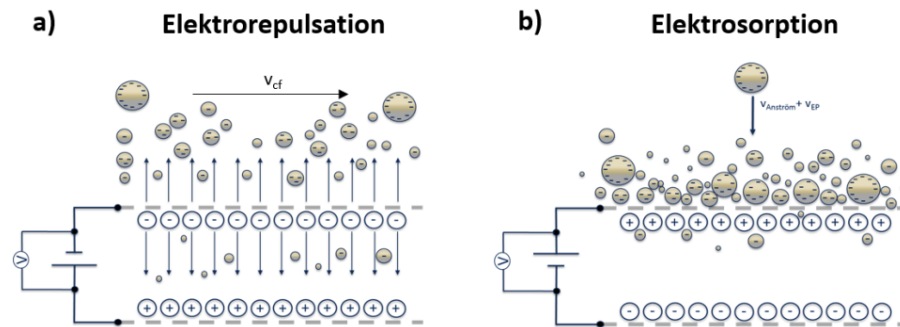 a) Elektrorepulsation
b) Elektrosorption
v_cf
v_Anström + v_EP
V
V